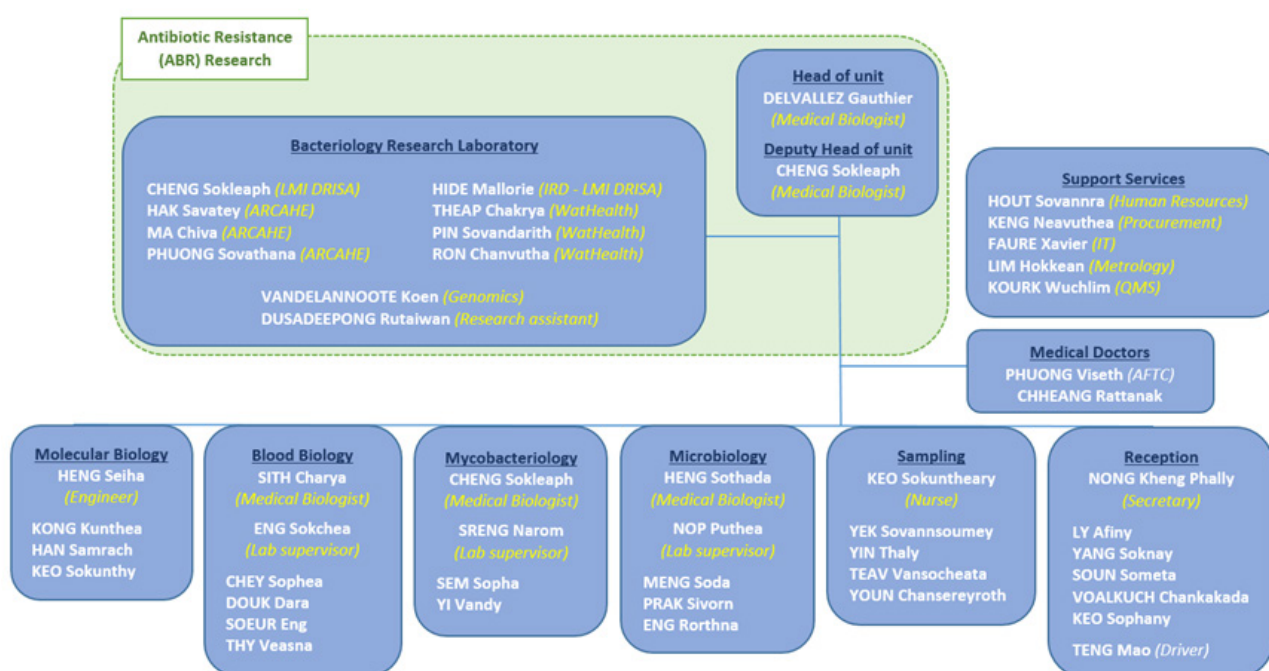 Antibiotic Resistance
(ABR) Research
Head of unit
DELVALLEZ Gauthier
(Medical Biologist)
Deputy Head of unit
CHENG Sokleaph
(Medical Biologist)
Bacteriology Research Laboratory
CHENG Sokleaph (LMI DRISA)
HAK Savatey (ARCAHE)
MA Chiva (ARCAHE)
PHUONG Sovathana (ARCAHE)
HIDE Mallorie (IRD - LMI DRISA)
THEAP Chakrya (WatHealth)
PIN Sovandarith (WatHealth)
RON Chanvutha (WatHealth)
VANDELANNOOTE Koen (Genomics)
DUSADEEPONG Rutaiwan (Research assistant)
Support Services
HOUT Sovannra (Human Resources)
KENG Neavuthea (Procurement)
FAURE Xavier (IT)
LIM Hokkean (Metrology)
KOURK Wuchlim (QMS)
Medical Doctors
PHUONG Viseth (AFTC)
CHHEANG Rattanak
Molecular Biology
HENG Seiha
(Engineer)
KONG Kunthea
HAN Samrach
KEO Sokunthy
Blood Biology
SITH Charya
(Medical Biologist)
ENG Sokchea
(Lab supervisor)
CHEY Sophea
DOUK Dara
SOEUR Eng
THY Veasna
Mycobacteriology
CHENG Sokleaph
(Medical Biologist)
SRENG Narom
(Lab supervisor)
SEM Sopha
YI Vandy
Microbiology
HENG Sothada
(Medical Biologist)
NOP Puthea
(Lab supervisor)
MENG Soda
PRAK Sivorn
ENG Rorthna
Sampling
KEO Sokuntheary
(Nurse)
YEK Sovannsoumey
YIN Thaly
TEAV Vansocheata
YOUN Chansereyroth
Reception
NONG Kheng Phally
(Secretary)
LY Afiny
YANG Soknay
SOUN Someta
VOALKUCH Chankakada
KEO Sophany
TENG Mao (Driver)